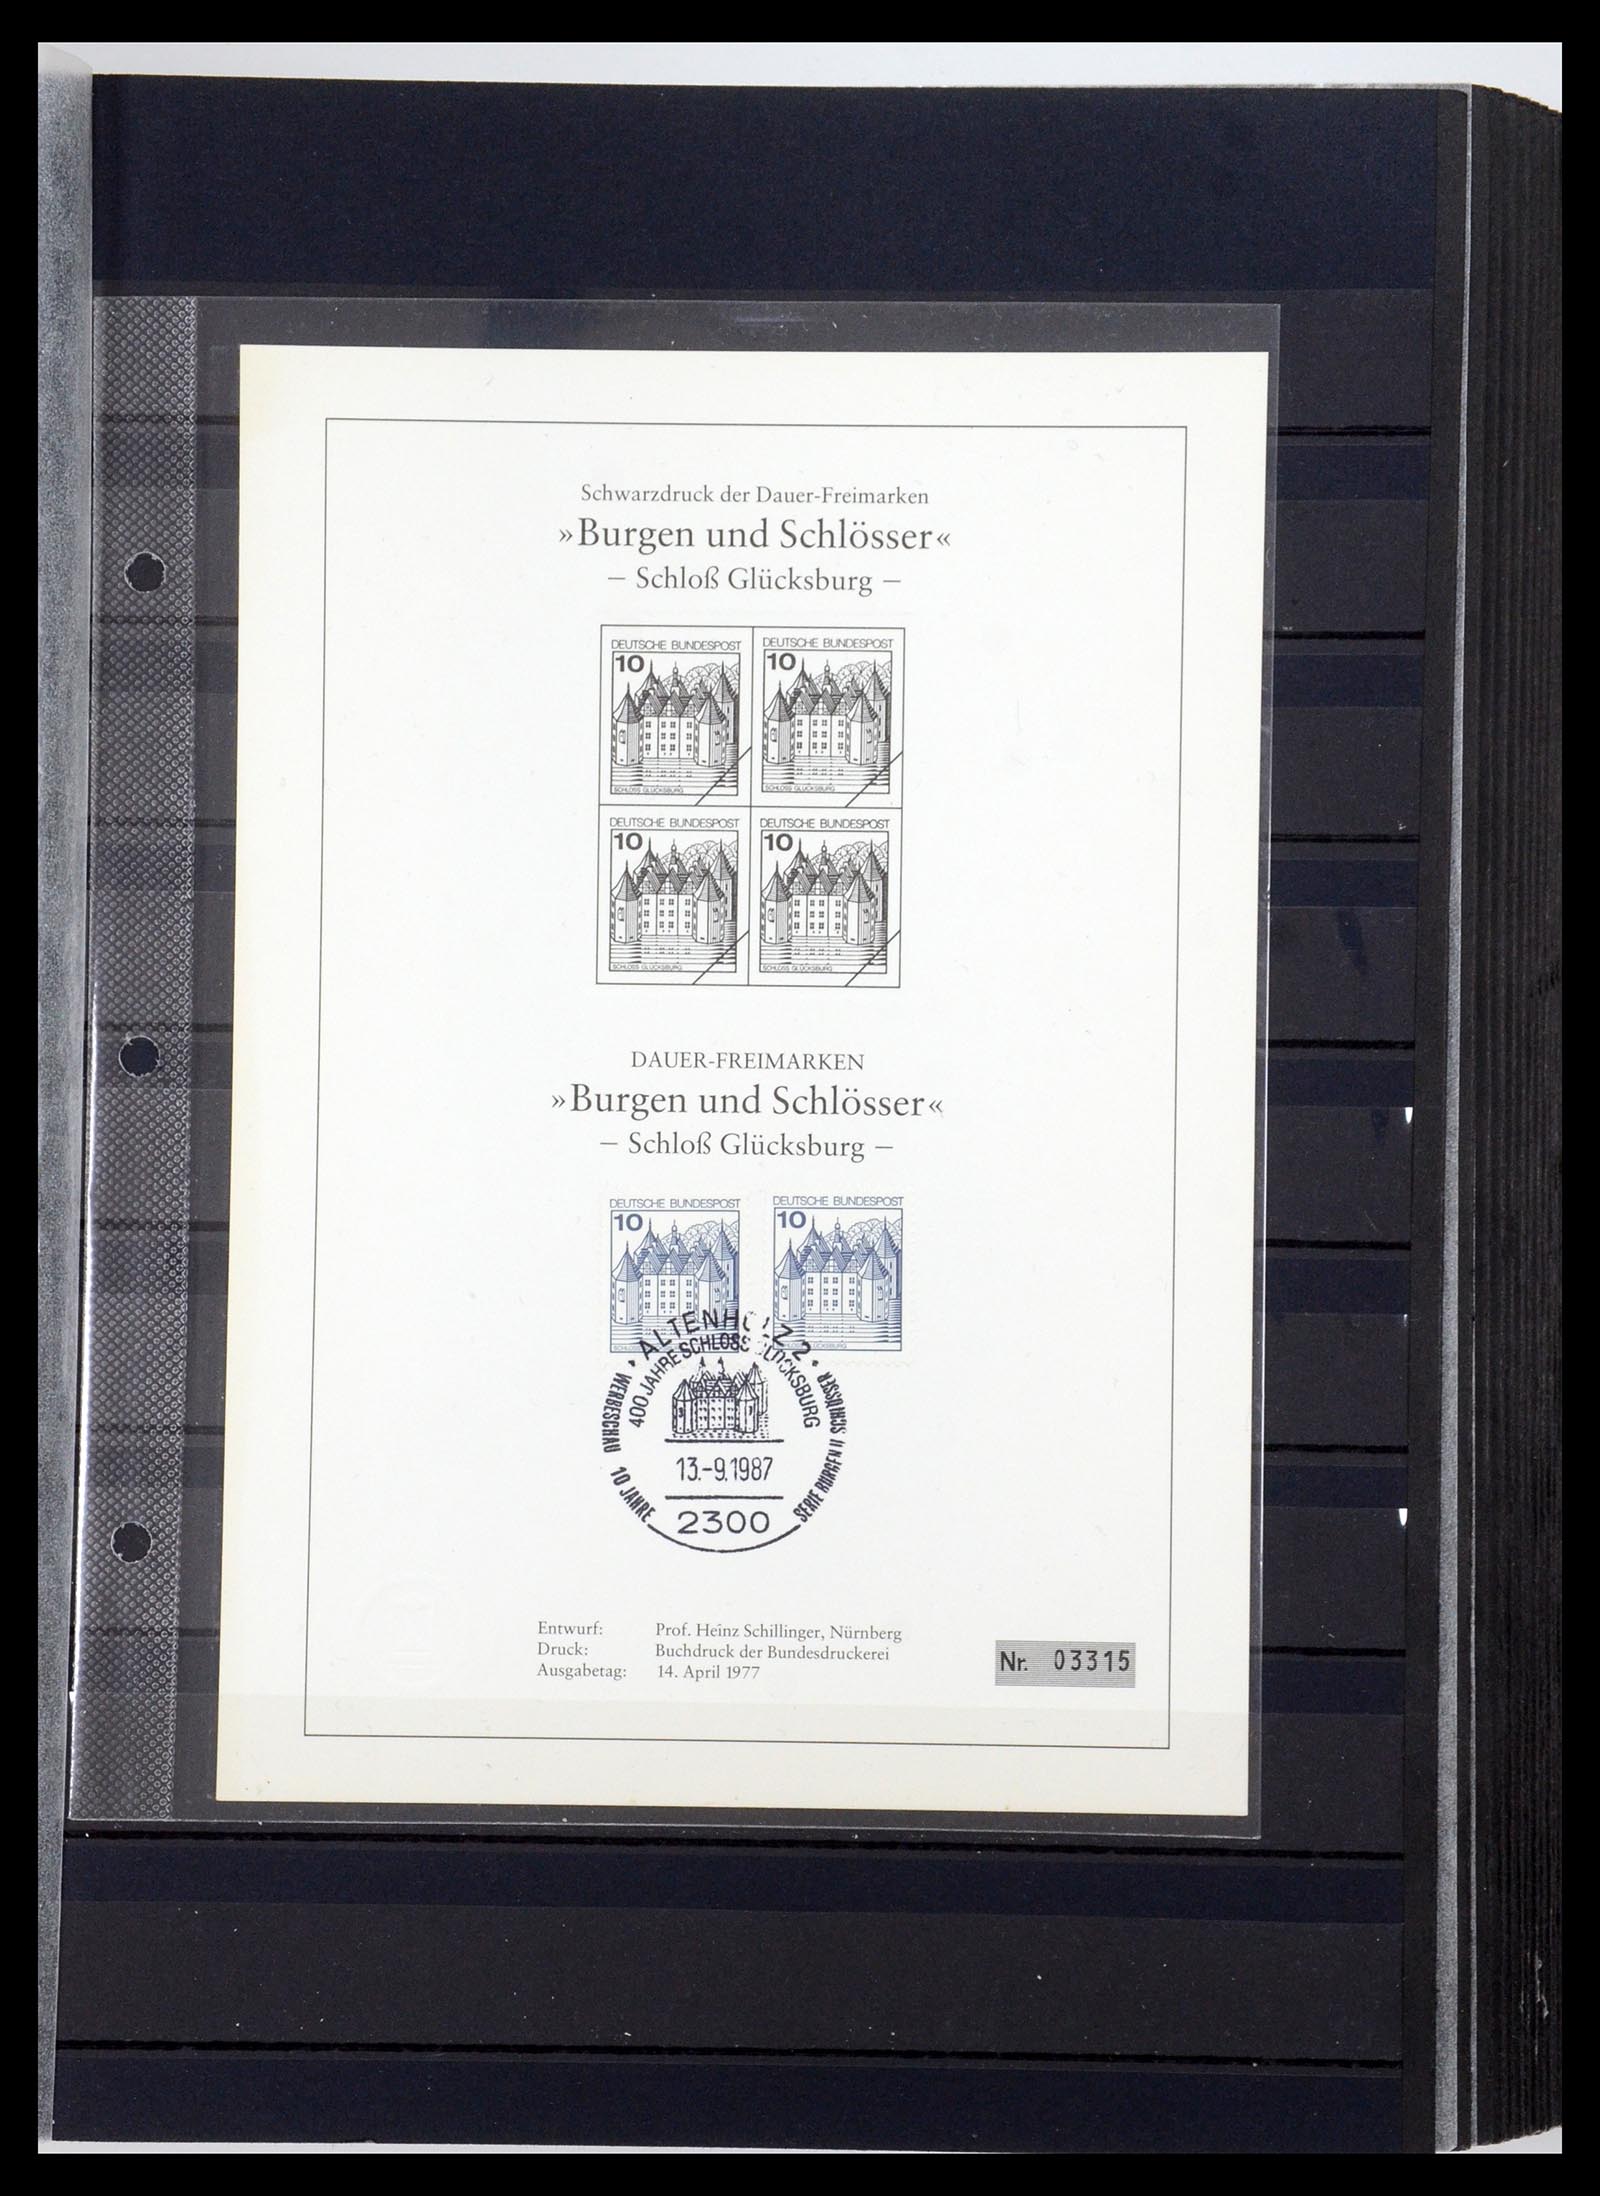 Schwarzdruck der Dauer-Freimarken
»Burgen und Schlösser«
– Schloß Glücksburg –
DEUTSCHE BUNDESPOST DEUTSCHE BUNDESPOST
10 10
SCHLOSS GLÜCKSBURG SCHLOSS GLÜCKSBURG
DEUTSCHE BUNDESPOST DEUTSCHE BUNDESPOST
10 10
SCHLOSS GLÜCKSBURG SCHLOSS GLÜCKSBURG
DAUER-FREIMARKEN
»Burgen und Schlösser«
– Schloß Glücksburg –
DEUTSCHE BUNDESPOST DEUTSCHE BUNDESPOST
10 10
ALTENHOLZ 2
400 JAHRE SCHLOSS GLÜCKSBURG
WERBESCHAU 10 JAHRE SERIE BURGEN U SCHLÖSSER
13.-9.1987
2300
Entwurf: Prof. Heinz Schillinger, Nürnberg
Druck: Buchdruck der Bundesdruckerei
Ausgabetag: 14. April 1977
Nr. 03315